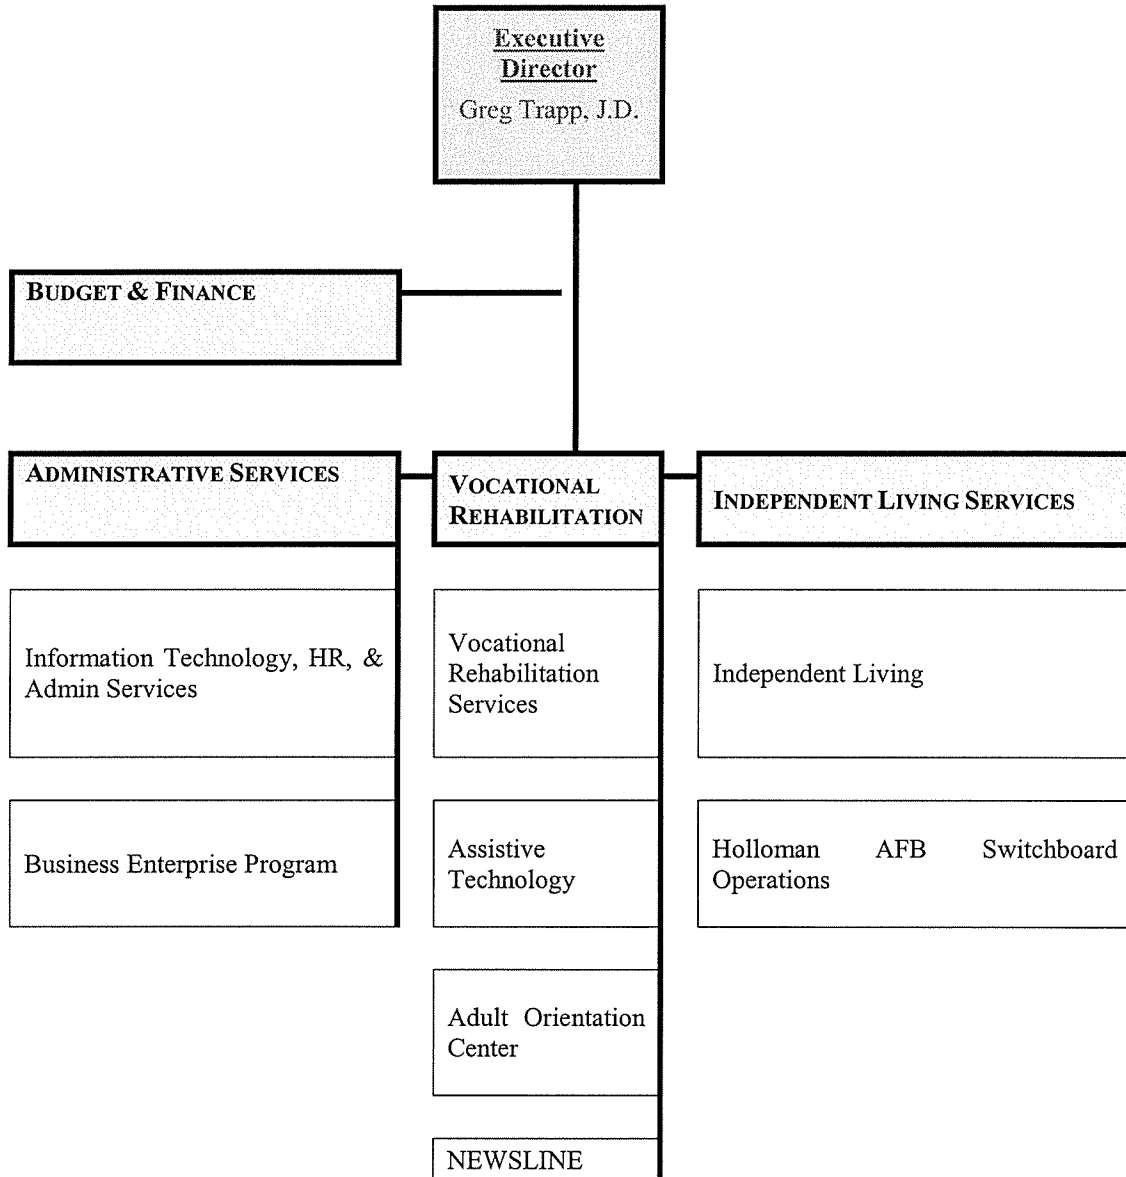 Executive
Director
Greg Trapp, J.D.
BUDGET & FINANCE
ADMINISTRATIVE SERVICES
VOCATIONAL
REHABILITATION
INDEPENDENT LIVING SERVICES
Information Technology, HR, &
Admin Services
Vocational
Rehabilitation
Services
Independent Living
Business Enterprise Program
Assistive
Technology
Holloman AFB Switchboard
Operations
Adult Orientation
Center
NEWSLINE